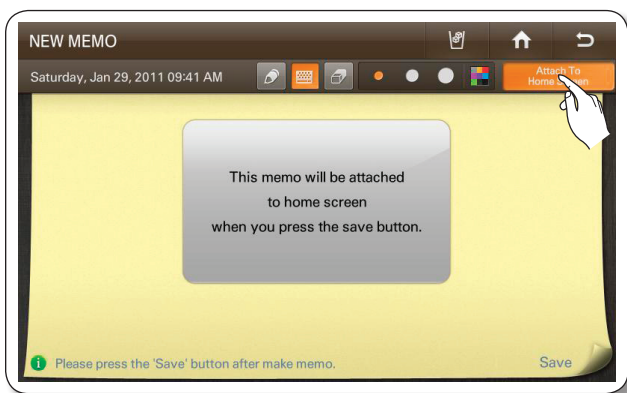 NEW MEMO
Saturday, Jan 29, 2011 09:41 AM
Attach To
Home Screen
This memo will be attached
to home screen
when you press the save button.
Please press the 'Save' button after make memo.
Save